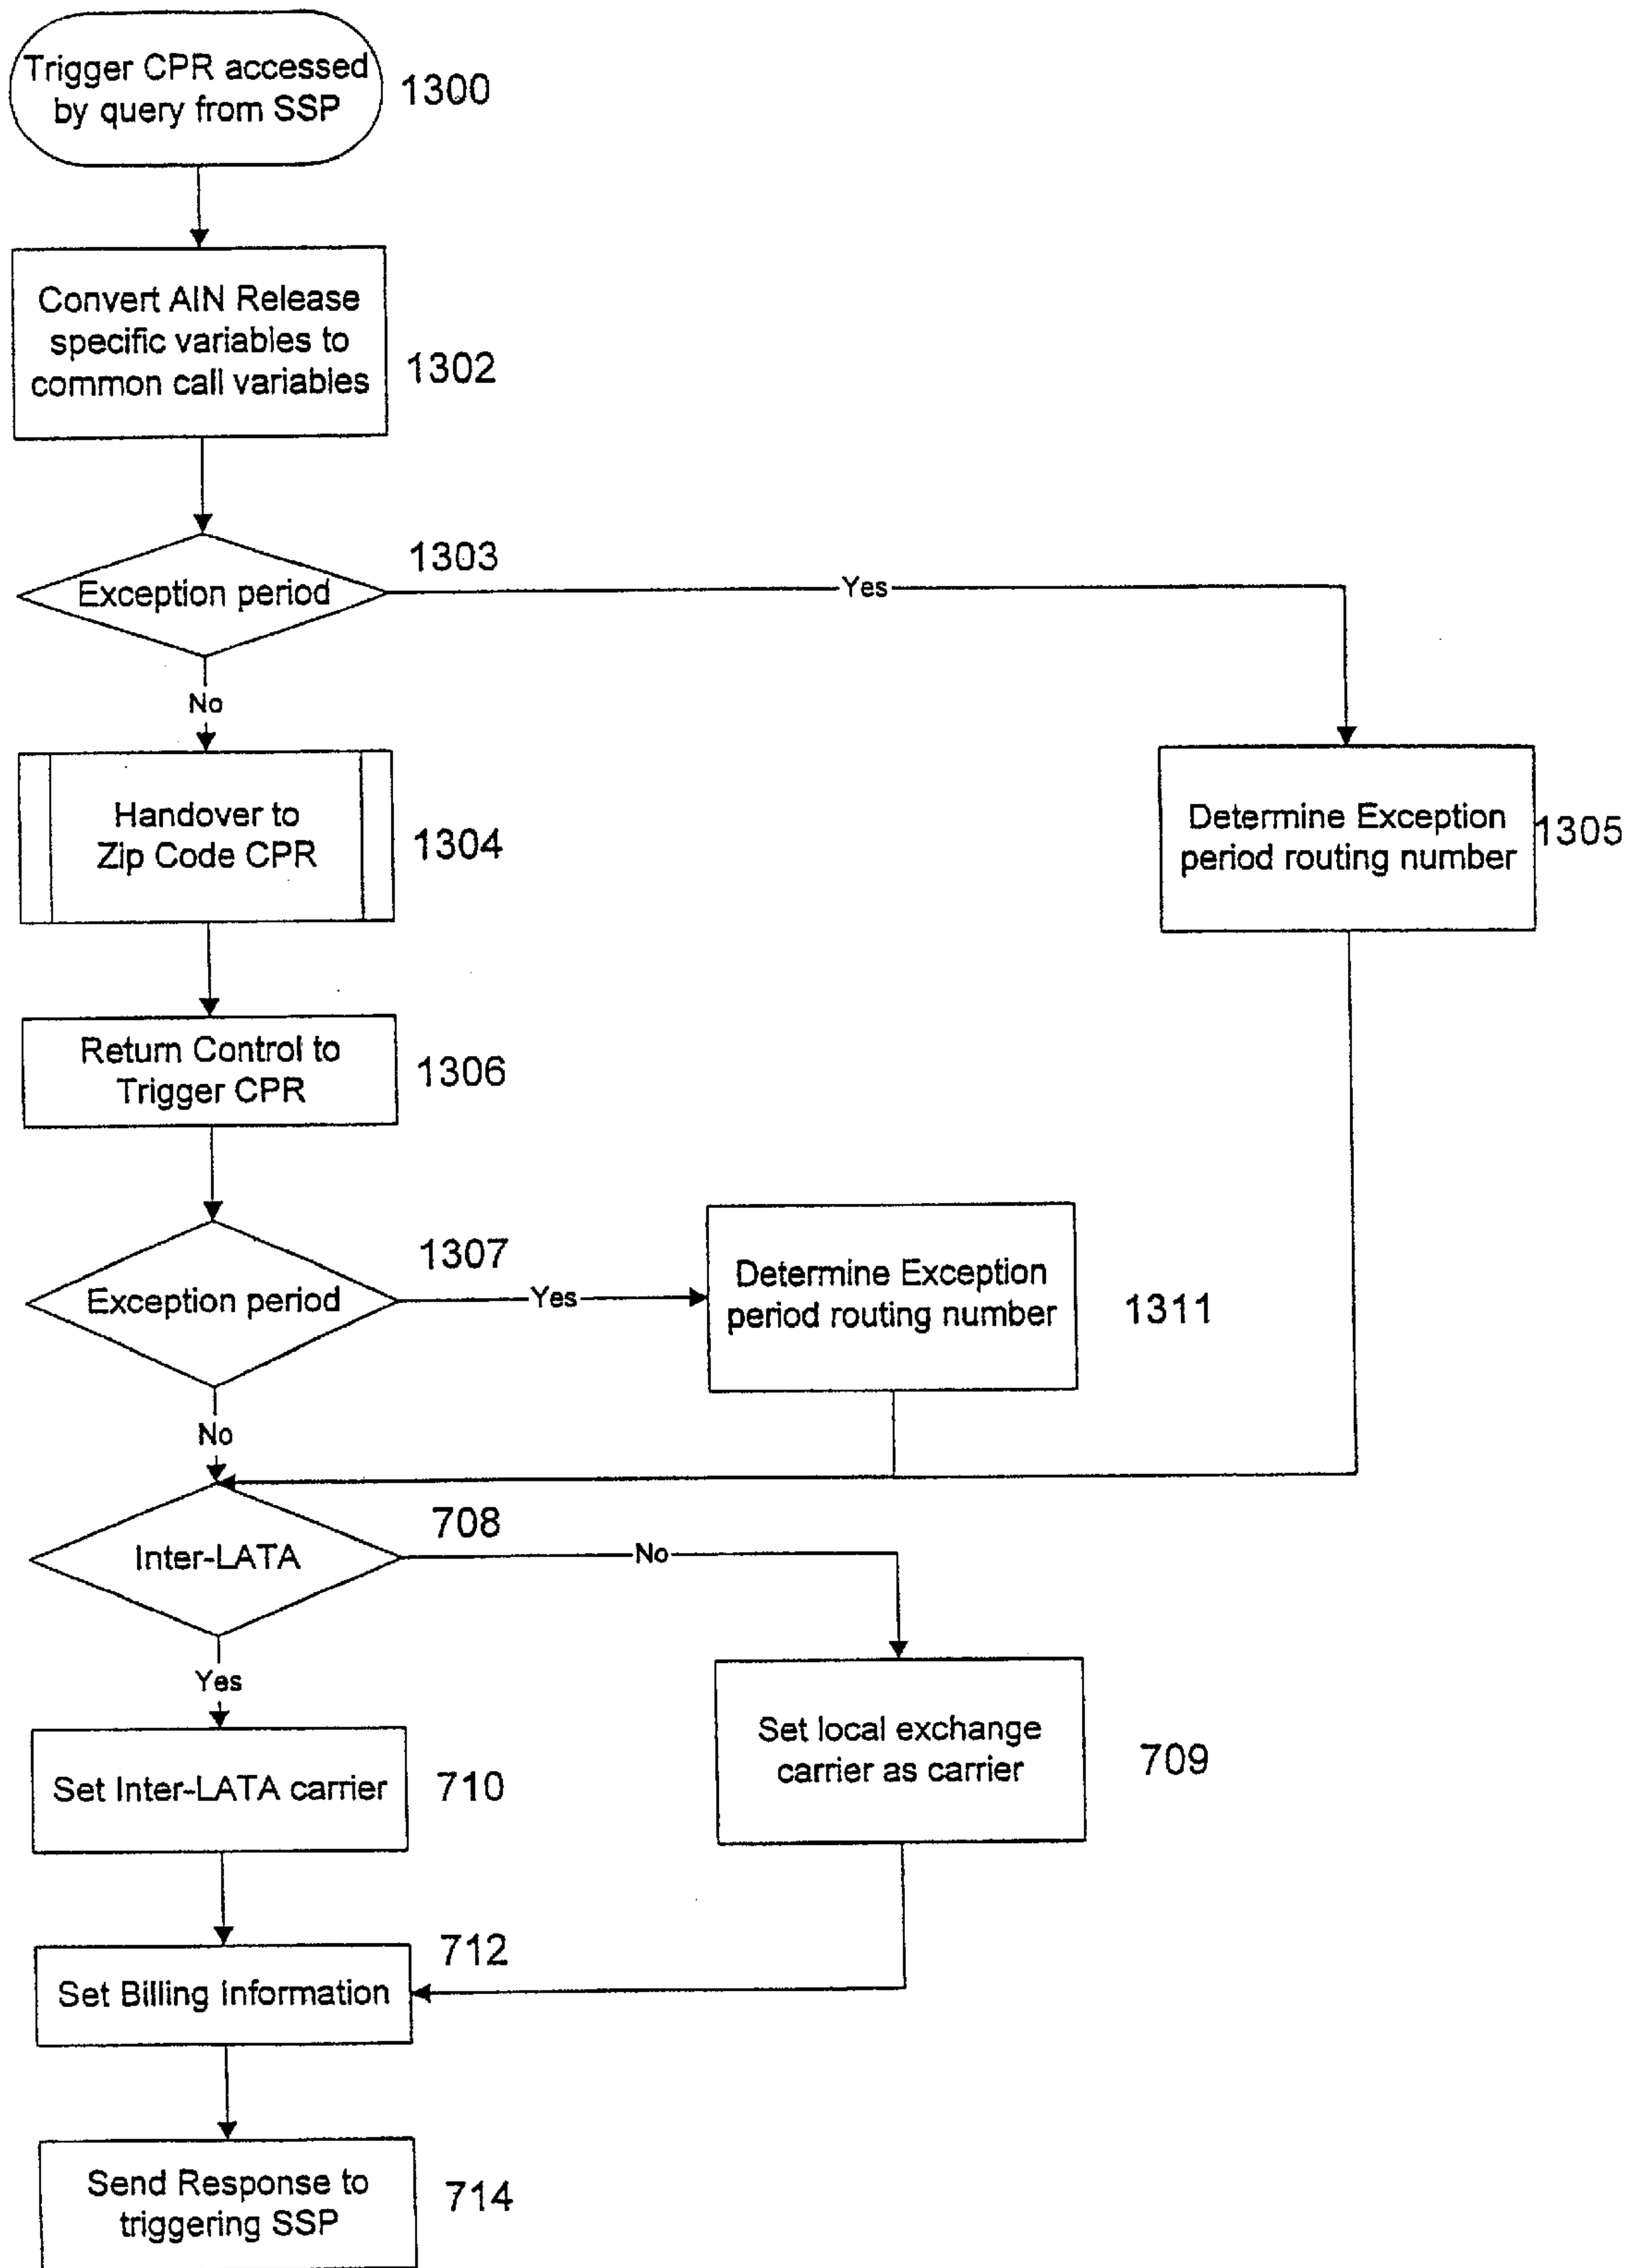 Trigger CPR accessed
by query from SSP
1300
Convert AIN Release
specific variables to
common call variables
1302
Exception period
1303
Yes
No
Handover to
Zip Code CPR
1304
Determine Exception
period routing number
1305
Return Control to
Trigger CPR
1306
Exception period
1307
Yes
Determine Exception
period routing number
1311
No
Inter-LATA
708
No
Yes
Set Inter-LATA carrier
710
Set local exchange
carrier as carrier
709
Set Billing Information
712
Send Response to
triggering SSP
714